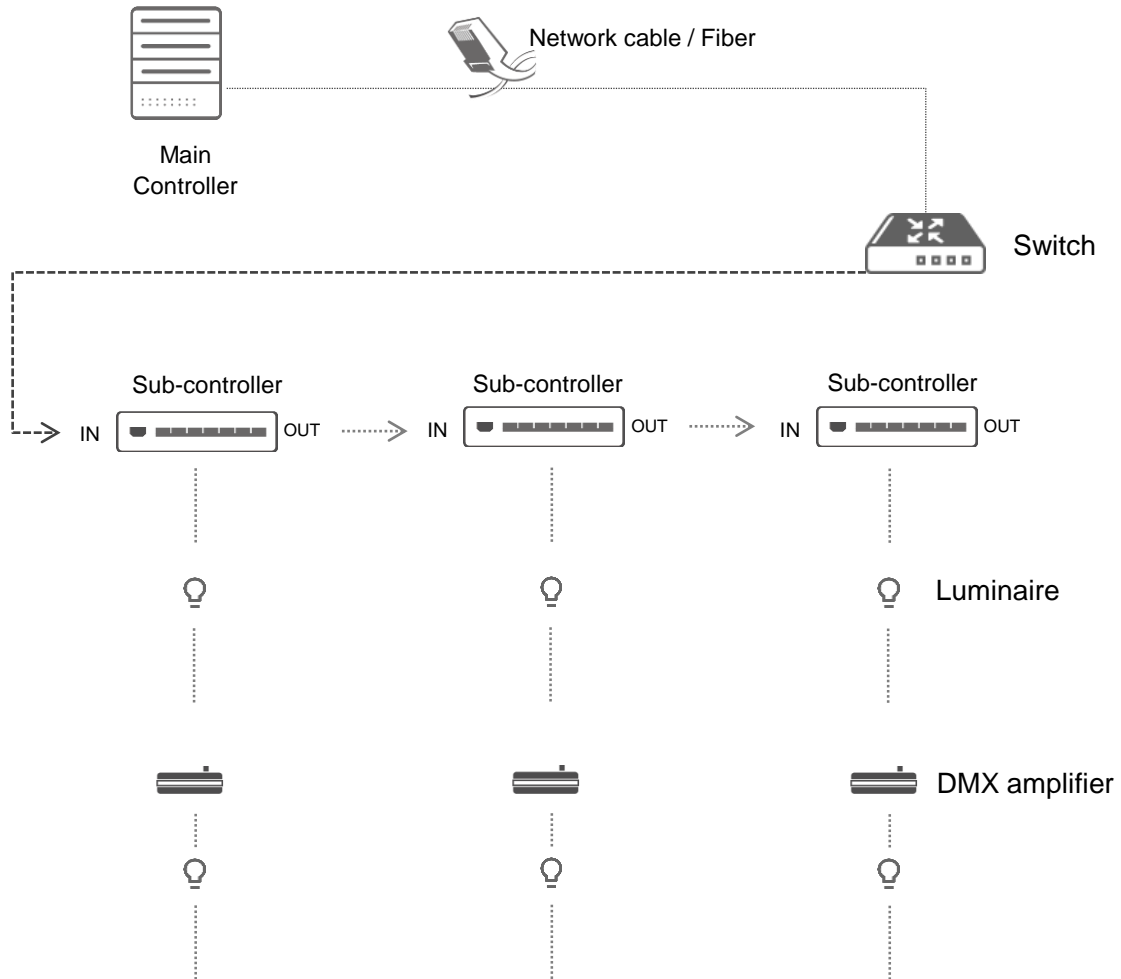 Network cable / Fiber
Main
Controller
Switch
Sub-controller
Sub-controller
Sub-controller
IN
OUT
IN
OUT
IN
OUT
Luminaire
DMX amplifier